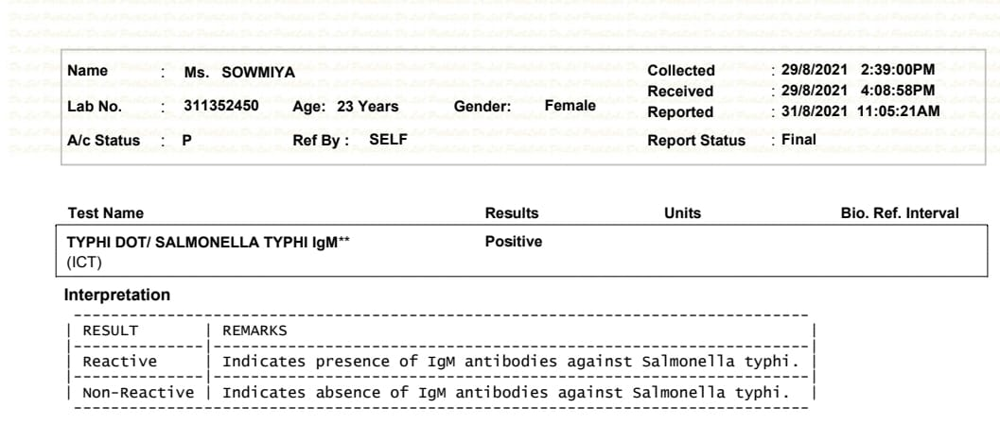 Name : Ms. SOWMIYA
Collected : 29/8/2021 2:39:00PM
Received : 29/8/2021 4:08:58PM
Lab No. : 311352450 Age: 23 Years Gender: Female
Reported : 31/8/2021 11:05:21AM
A/c Status : P Ref By : SELF Report Status : Final
Test Name Results Units Bio. Ref. Interval
TYPHI DOT/ SALMONELLA TYPHI IgM** Positive
(ICT)
Interpretation
RESULT | REMARKS
Reactive | Indicates presence of IgM antibodies against Salmonella typhi.
Non-Reactive | Indicates absence of IgM antibodies against Salmonella typhi.